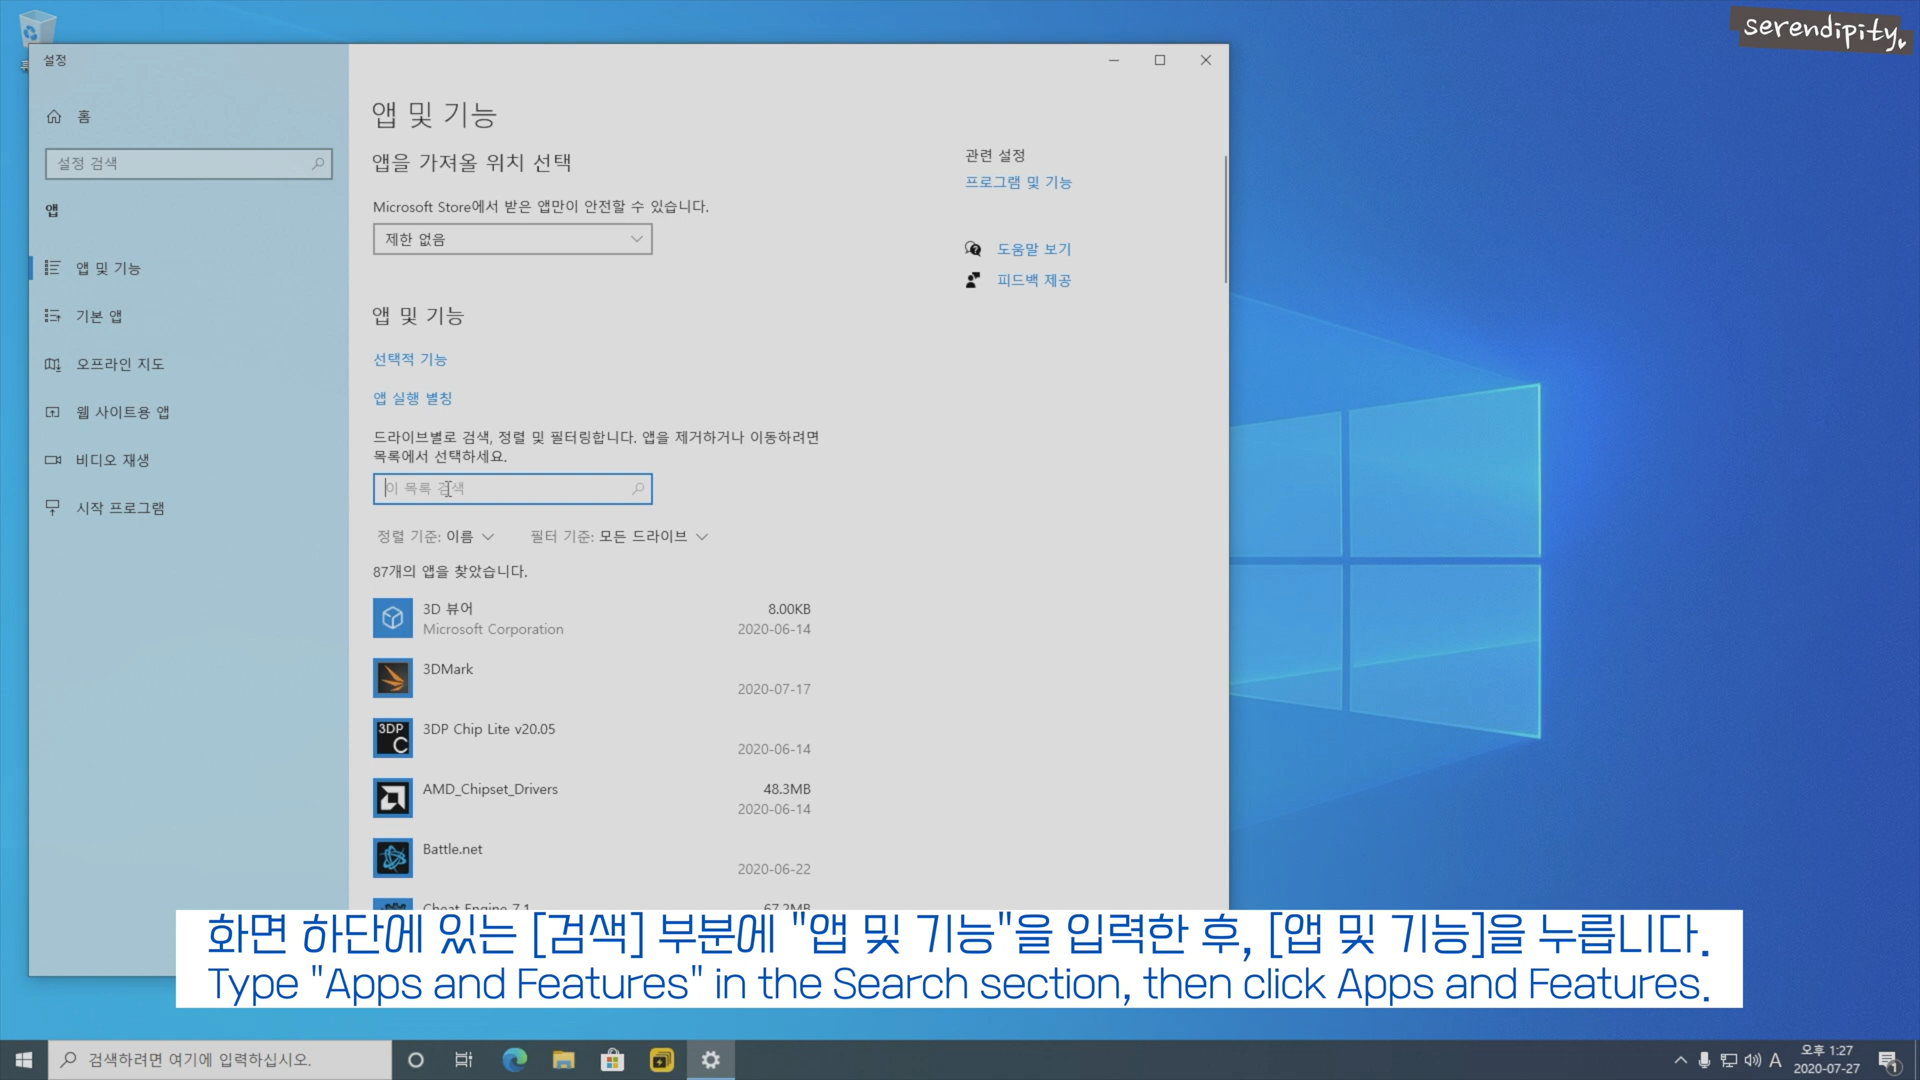 serendipity
설정
홈
설정 검색
앱
앱 및 기능
기본 앱
오프라인 지도
웹 사이트용 앱
비디오 재생
시작 프로그램
앱 및 기능
앱을 가져올 위치 선택
Microsoft Store에서 받은 앱만이 안전할 수 있습니다.
제한 없음
앱 및 기능
선택적 기능
앱 실행 별칭
드라이브별로 검색, 정렬 및 필터링합니다. 앱을 제거하거나 이동하려면
목록에서 선택하세요.
이 목록 검색
정렬 기준: 이름 필터 기준: 모든 드라이브
87개의 앱을 찾았습니다.
3D 뷰어 8.00KB
Microsoft Corporation 2020-06-14
3DMark
2020-07-17
3DP Chip Lite v20.05
2020-06-14
AMD_Chipset_Drivers 48.3MB
2020-06-14
Battle.net
2020-06-22
Cheat Engine 7.1 67.2MB
관련 설정
프로그램 및 기능
도움말 보기
피드백 제공
3DP
C
화면 하단에 있는 [검색] 부분에 "앱 및 기능"을 입력한 후, [앱 및 기능]을 누릅니다.
Type "Apps and Features" in the Search section, then click Apps and Features.
검색하려면 여기에 입력하십시오.
A
오후 1:27
2020-07-27
1